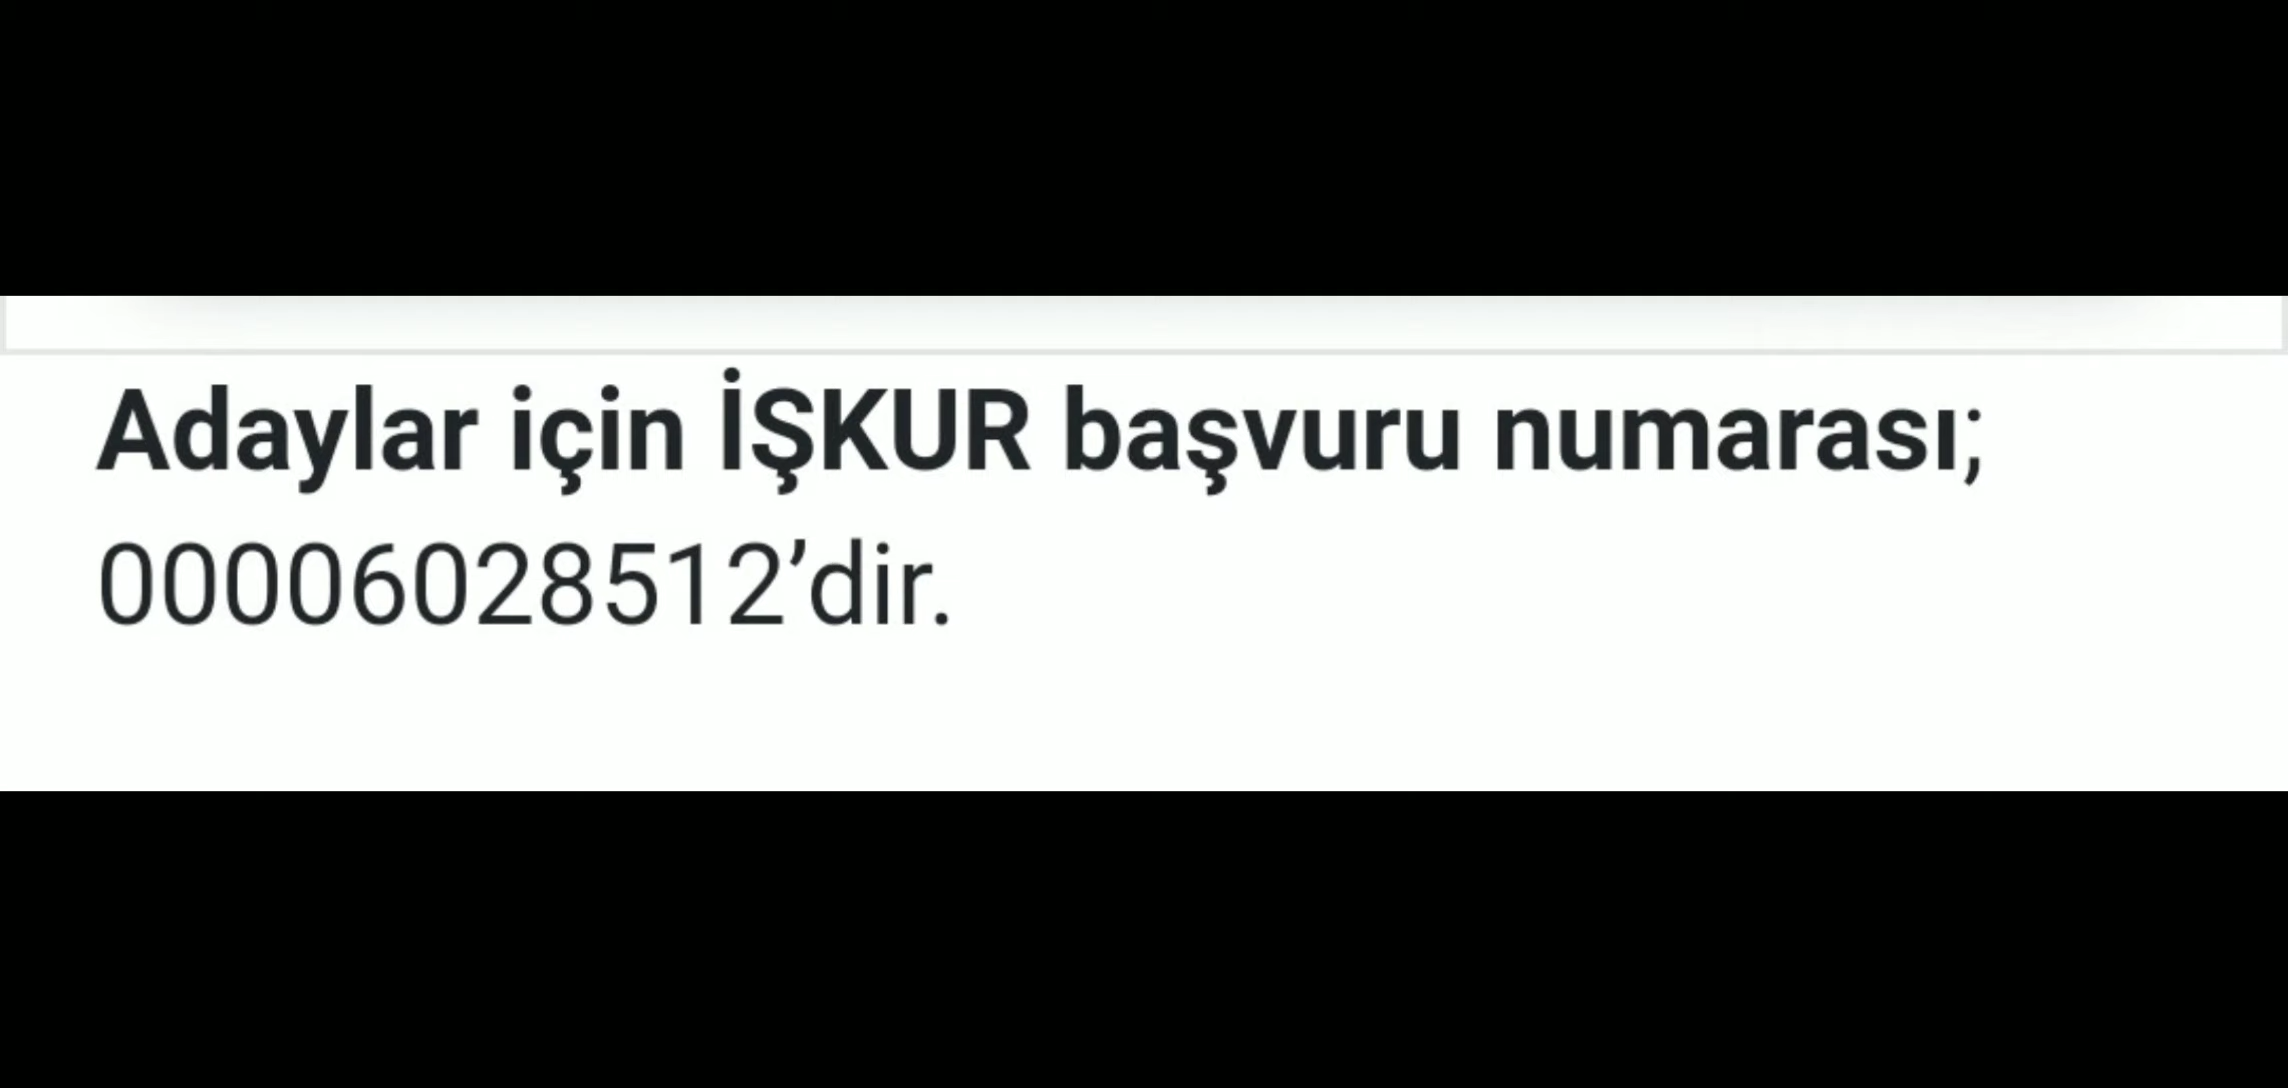 Adaylar için İŞKUR başvuru numarası;
00006028512’dir.